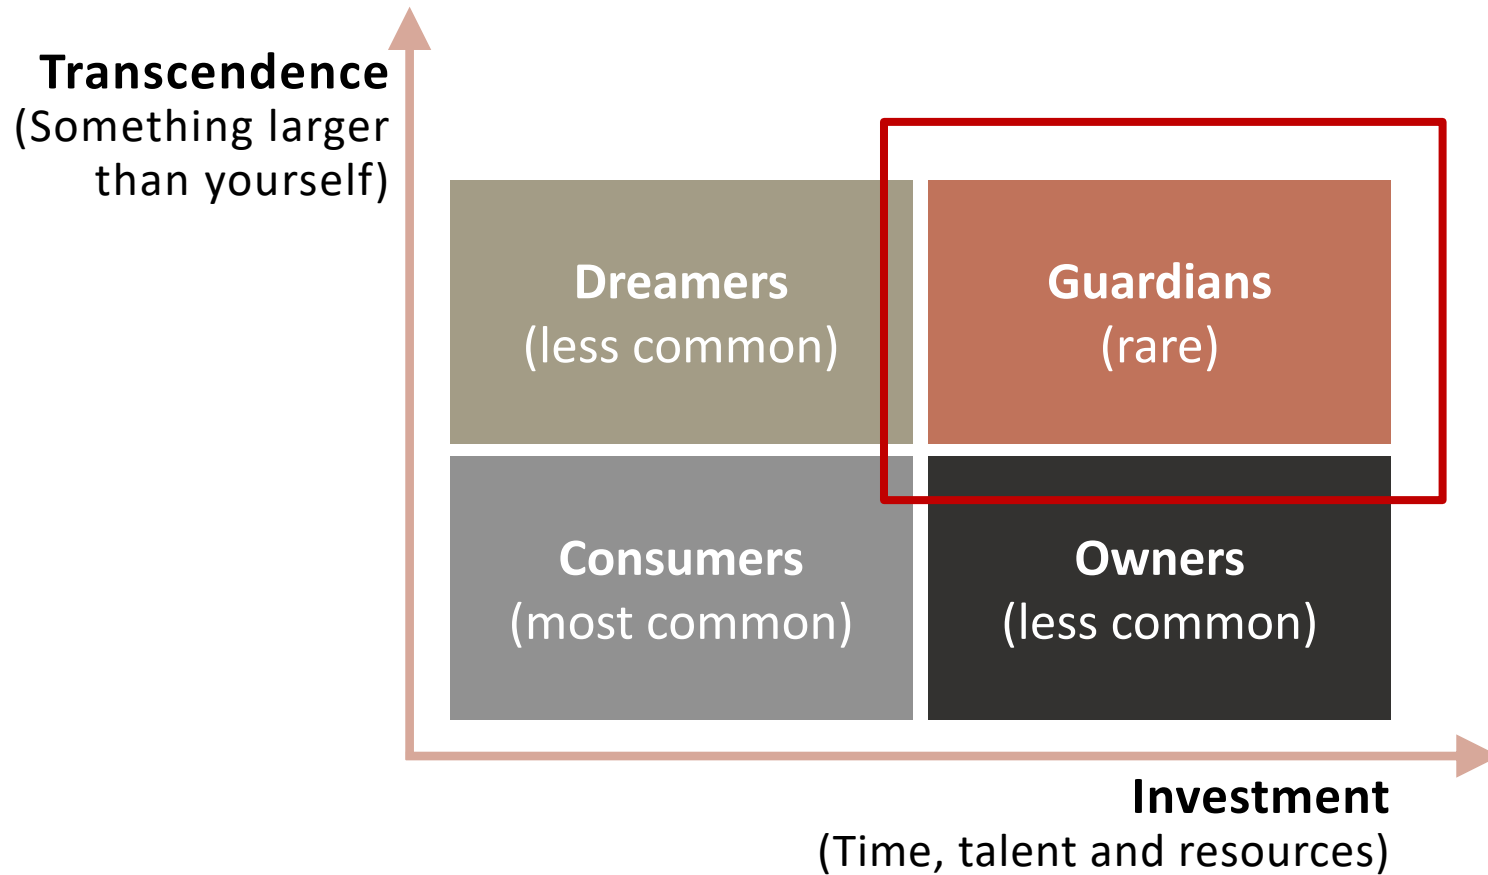 Transcendence
(Something larger
than yourself)
Dreamers
(less common)
Guardians
(rare)
Consumers
(most common)
Owners
(less common)
Investment
(Time, talent and resources)